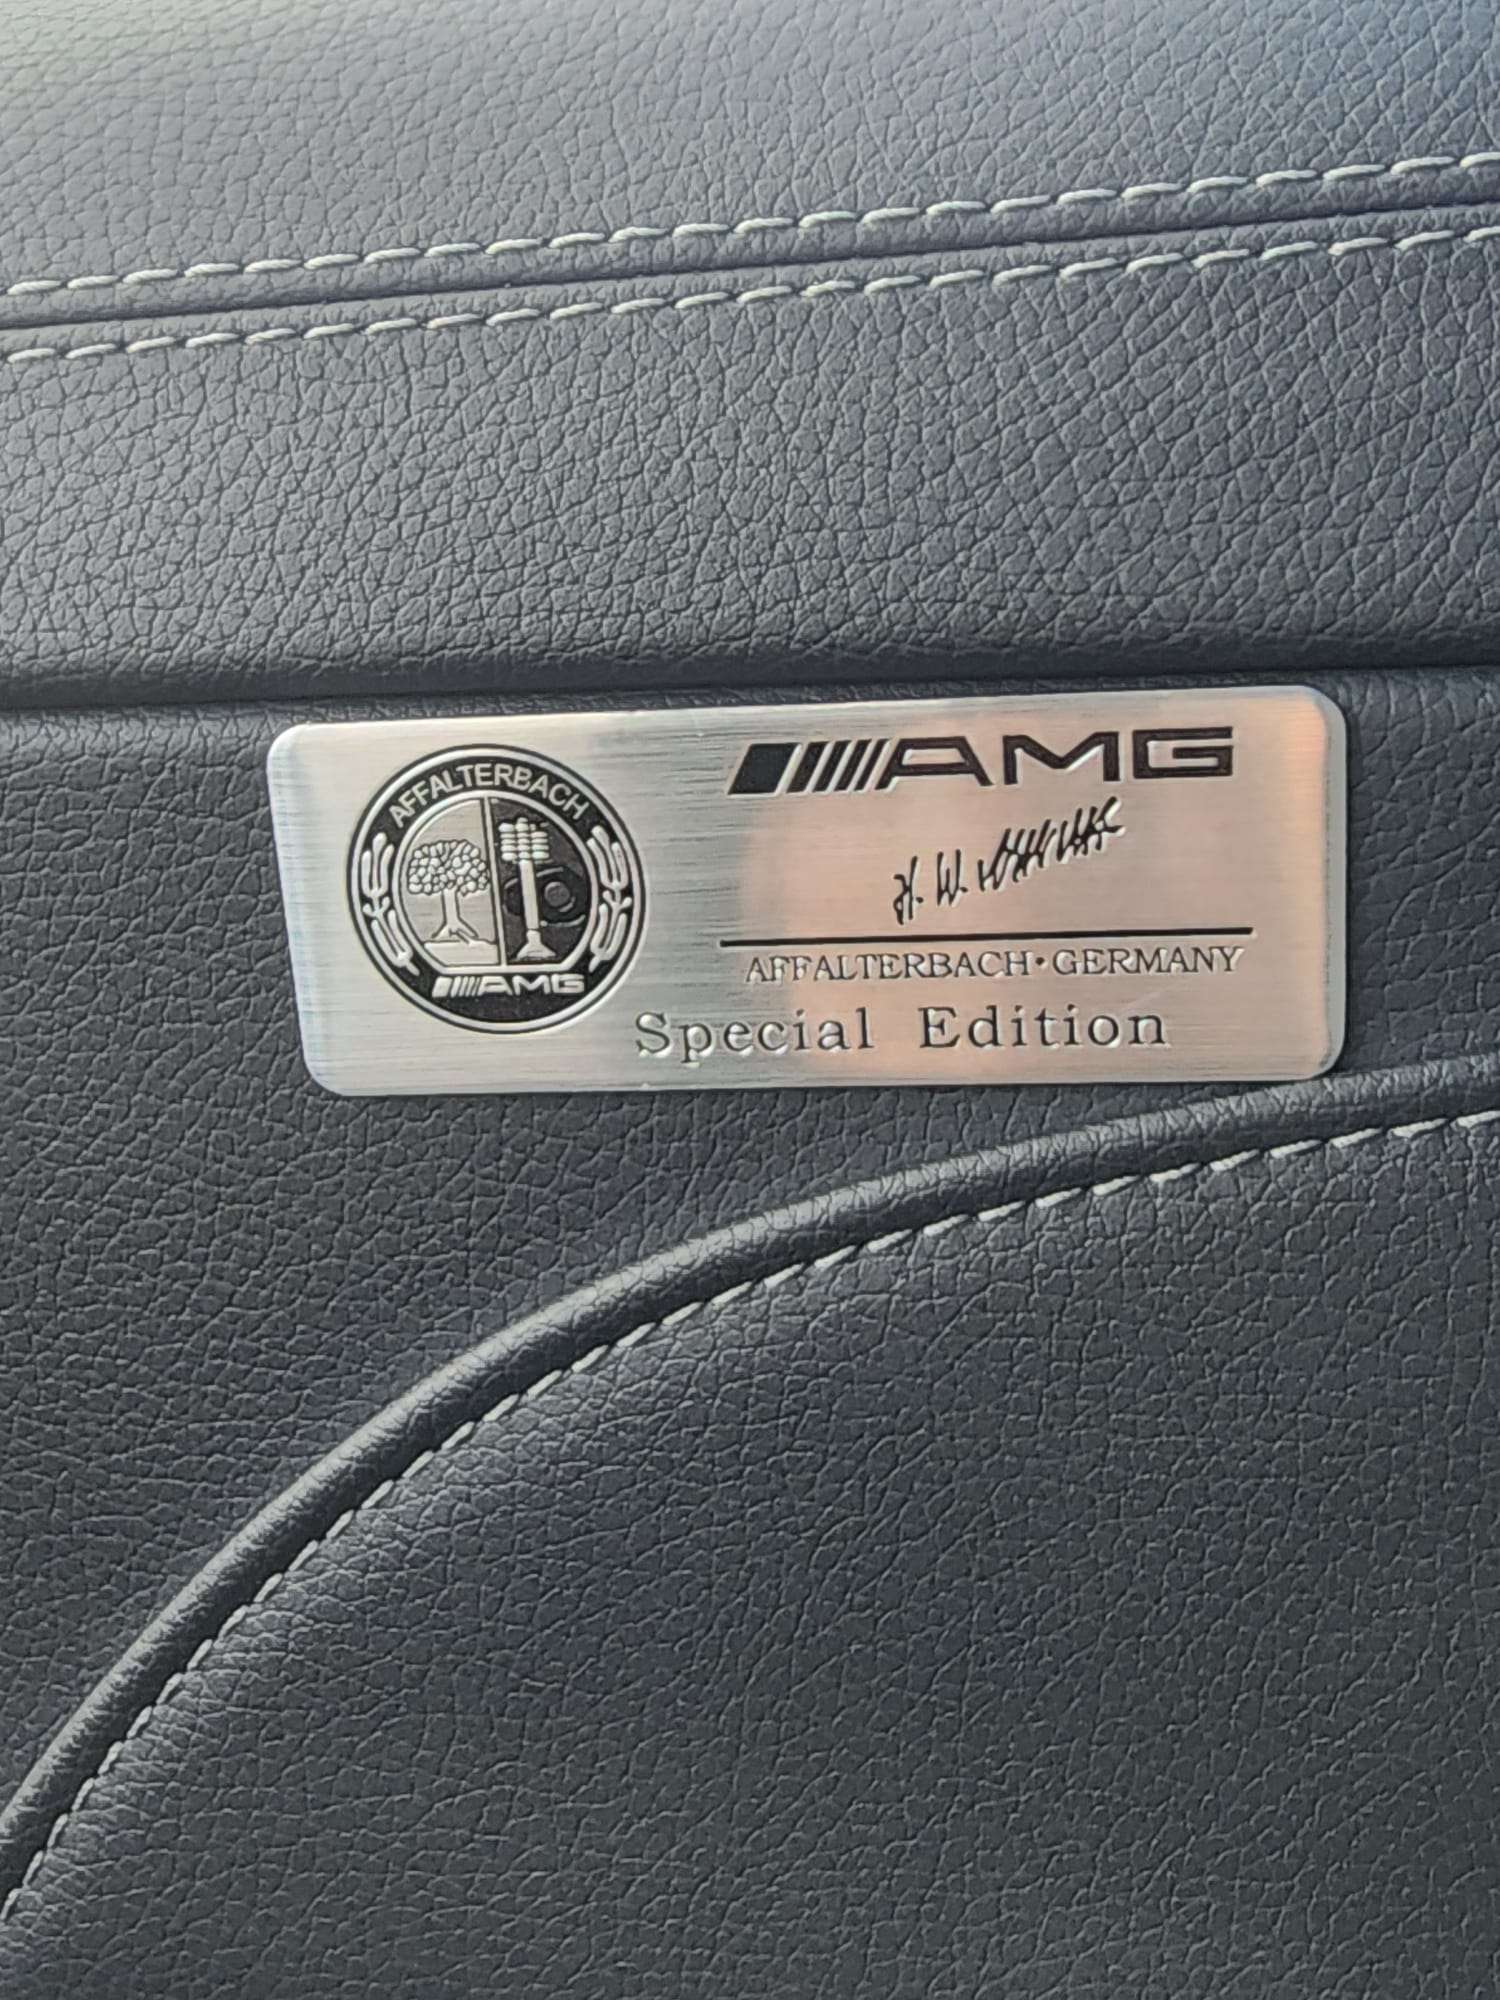 AFFALTERBACH
AMG
AMG
H. W.
AFFALTERBACH•GERMANY
Special Edition